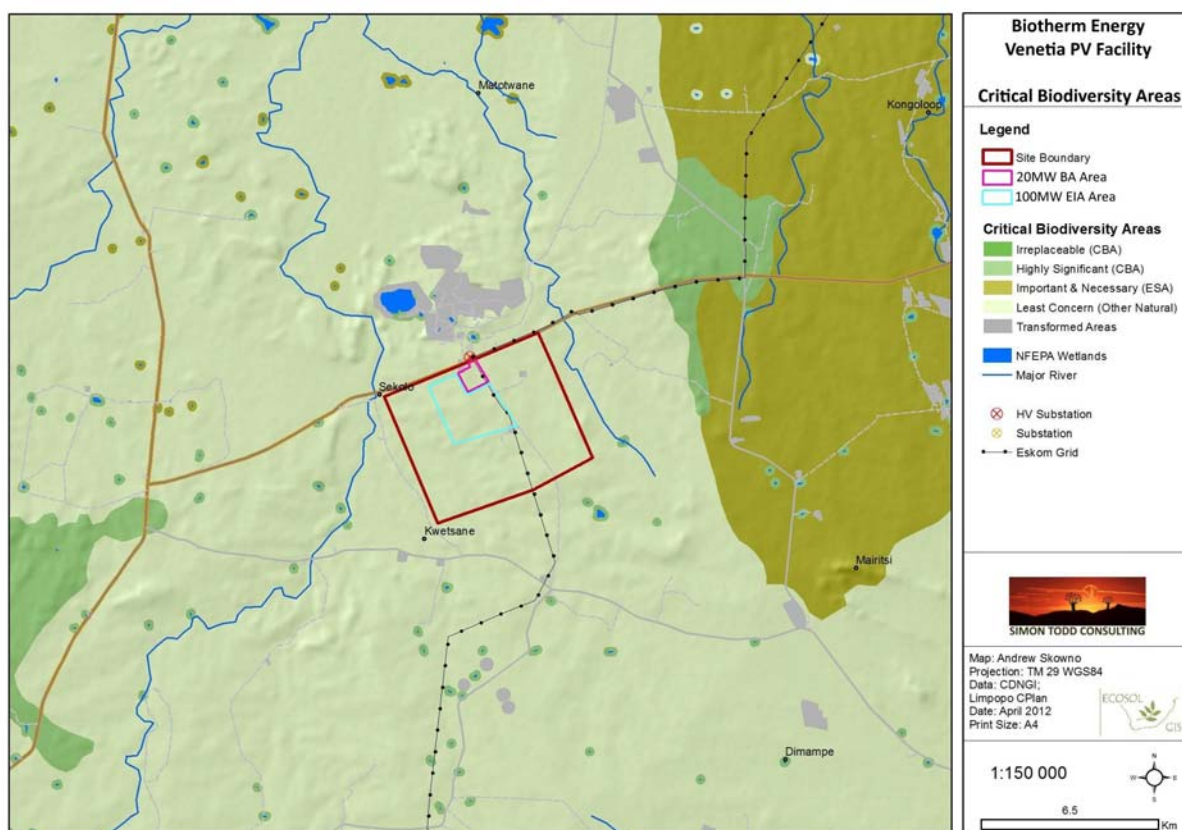 Matotwane
Kongoloop
Sekolo
Kwetsane
Mairitsi
Dimampe
Biotherm Energy
Venetia PV Facility
Critical Biodiversity Areas
Legend
Site Boundary
20MW BA Area
100MW EIA Area
Critical Biodiversity Areas
Irreplaceable (CBA)
Highly Significant (CBA)
Important & Necessary (ESA)
Least Concern (Other Natural)
Transformed Areas
NFEPA Wetlands
Major River
HV Substation
Substation
Eskom Grid
SIMON TODD CONSULTING
Map: Andrew Skowno
Projection: TM 29 WGS84
Data: CDNGI;
Limpopo CPlan
Date: April 2012
Print Size: A4
ECOSOL
GIS
1:150 000
N
W E
S
6.5
Km